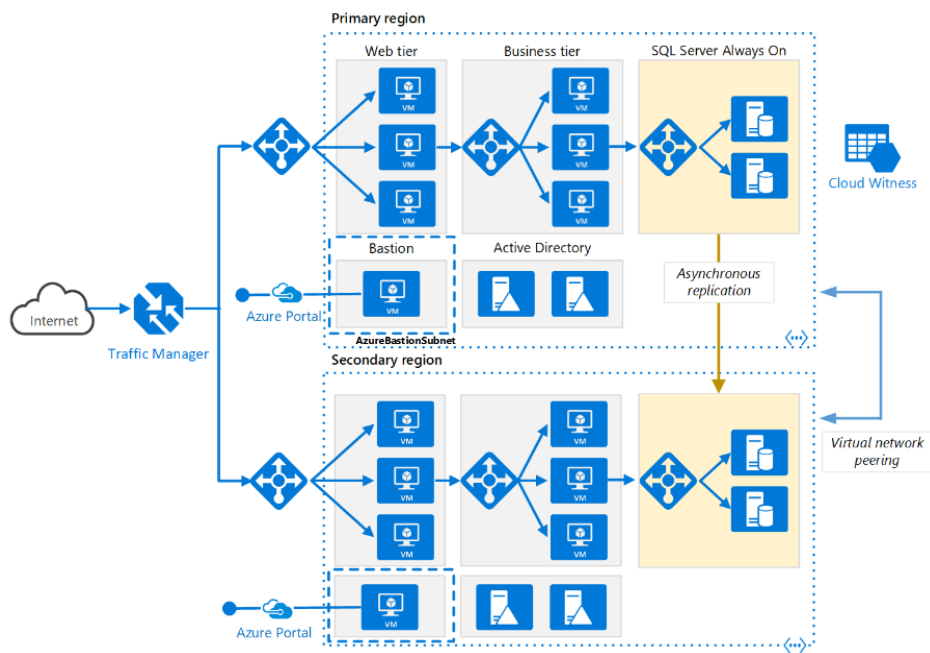 Primary region
Web tier
Business tier
SQL Server Always On
VM
VM
VM
VM
VM
VM
Cloud Witness
Bastion
Active Directory
Asynchronous
replication
VM
Azure Portal
Internet
AzureBastionSubnet
Traffic Manager
Secondary region
VM
VM
VM
VM
VM
VM
Virtual network
peering
VM
Azure Portal